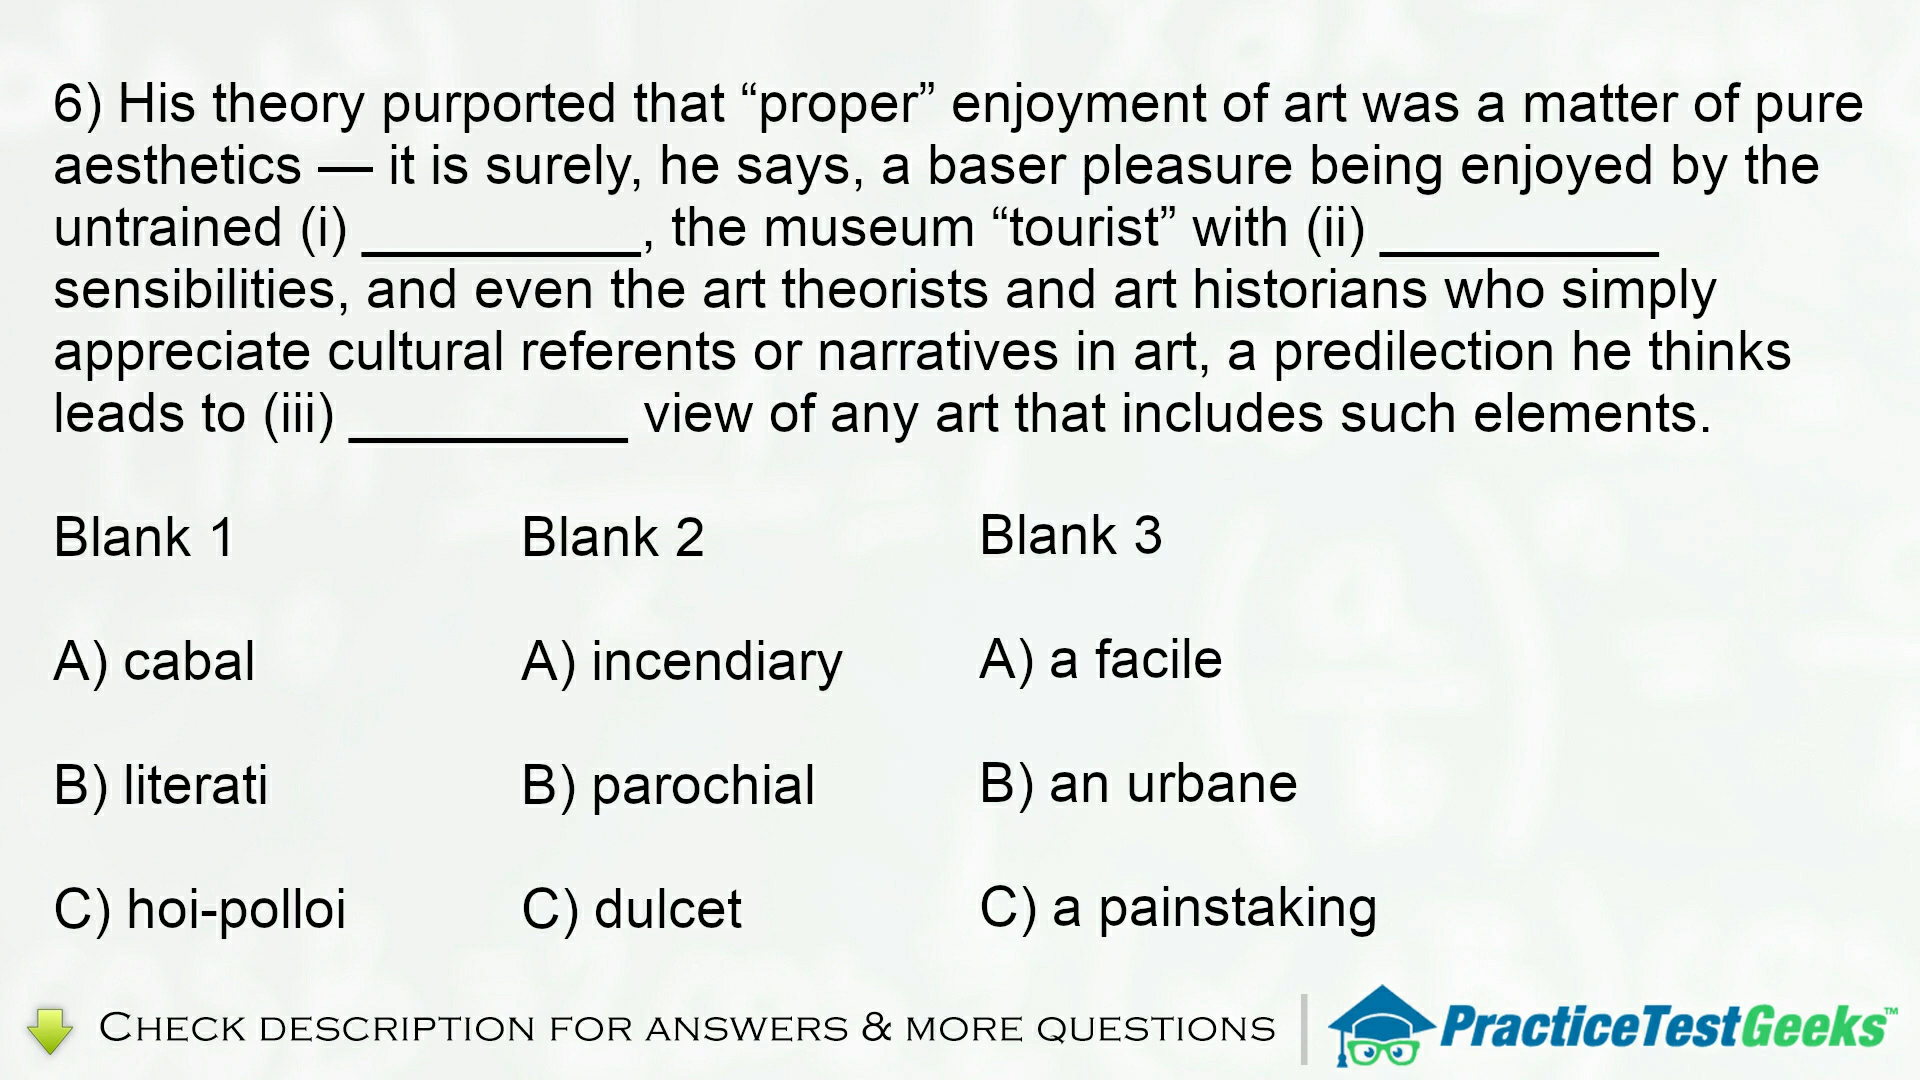 6) His theory purported that “proper” enjoyment of art was a matter of pure
aesthetics — it is surely, he says, a baser pleasure being enjoyed by the
untrained (i) _________, the museum “tourist” with (ii) _________
sensibilities, and even the art theorists and art historians who simply
appreciate cultural referents or narratives in art, a predilection he thinks
leads to (iii) _________ view of any art that includes such elements.
Blank 1 Blank 2 Blank 3
A) cabal A) incendiary A) a facile
B) literati B) parochial B) an urbane
C) hoi-polloi C) dulcet C) a painstaking
CHECK DESCRIPTION FOR ANSWERS & MORE QUESTIONS
PracticeTestGeeks™